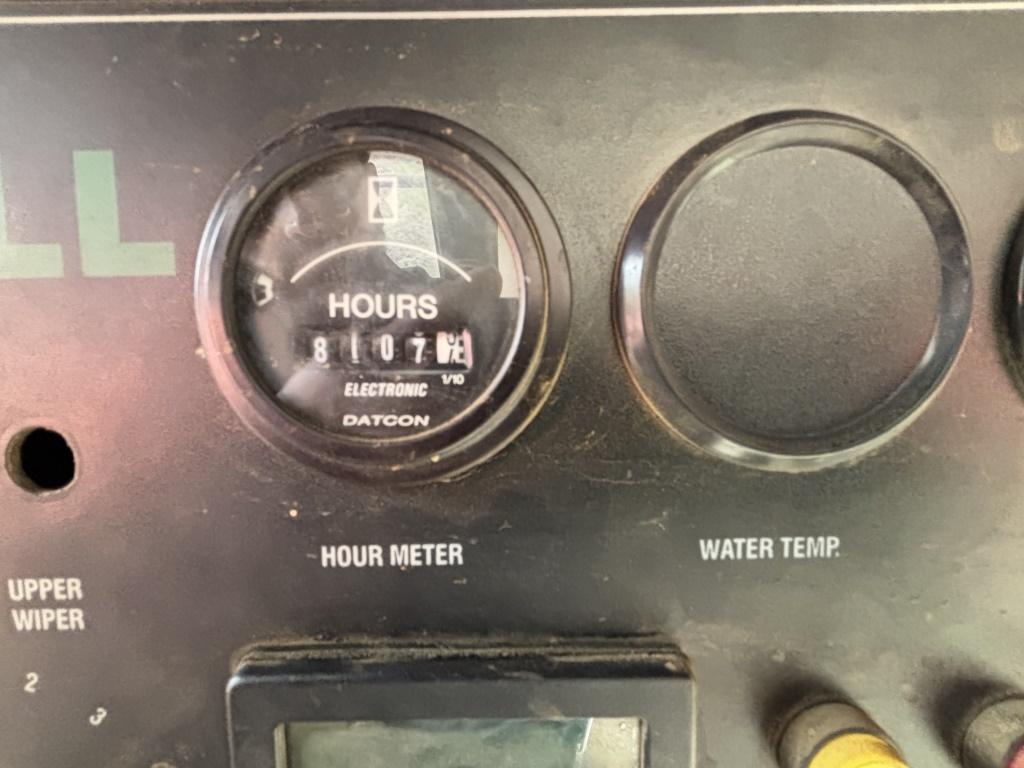 LL
HOURS
8 1 0 7
1/10
ELECTRONIC
DATCON
HOUR METER
WATER TEMP.
UPPER
WIPER
2
3